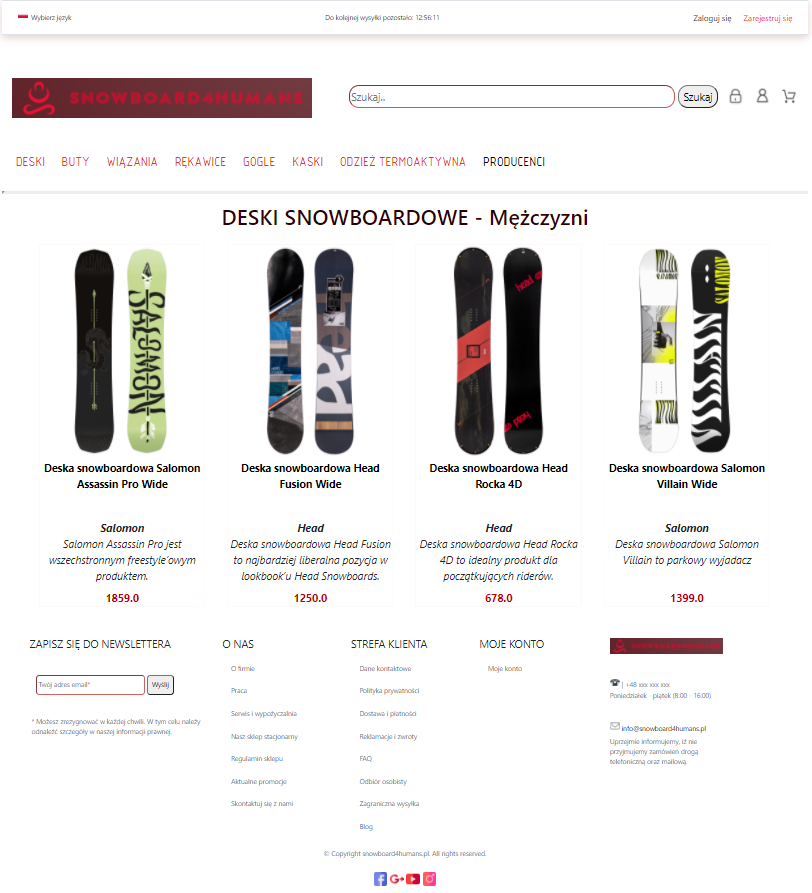 Wybierz język
Do kolejnej wysyłki pozostało: 12:56:11
Zaloguj się
Zarejestruj się
SNOWBOARD4HUMANS
Szukaj..
Szukaj
DESKI
BUTY
WIĄZANIA
RĘKAWICE
GOGLE
KASKI
ODZIEŻ TERMOAKTYWNA
PRODUCENCI
DESKI SNOWBOARDOWE - Mężczyzni
SALOMON
Head
head
head
SALOMON
VILLAIN
Deska snowboardowa Salomon
Assassin Pro Wide
Salomon
Salomon Assassin Pro jest
wszechstronnym freestyle'owym
produktem.
1859.0
Deska snowboardowa Head
Fusion Wide
Head
Deska snowboardowa Head Fusion
to najbardziej liberalna pozycja w
lookbook'u Head Snowboards.
1250.0
Deska snowboardowa Head
Rocka 4D
Head
Deska snowboardowa Head Rocka
4D to idealny produkt dla
początkujących riderów.
678.0
Deska snowboardowa Salomon
Villain Wide
Salomon
Deska snowboardowa Salomon
Villain to parkowy wyjadacz
1399.0
ZAPISZ SIĘ DO NEWSLETTERA
Twój adres email*
Wyślij
* Możesz zrezygnować w każdej chwili. W tym celu należy
odnaleźć szczegóły w naszej informacji prawnej.
O NAS
O firmie
Praca
Serwis i wypożyczalnia
Nasz sklep stacjonarny
Regulamin sklepu
Aktualne promocje
Skontaktuj się z nami
STREFA KLIENTA
Dane kontaktowe
Polityka prywatności
Dostawa i płatności
Reklamacje i zwroty
FAQ
Odbiór osobisty
Zagraniczna wysyłka
Blog
MOJE KONTO
Moje konto
SNOWBOARD4HUMANS
| +48 xxx xxx xxx
Poniedziałek - piątek (8:00 - 16:00)
info@snowboard4humans.pl
Uprzejmie informujemy, iż nie
przyjmujemy zamówień drogą
telefoniczną oraz mailową.
© Copyright snowboard4humans.pl. All rights reserved.